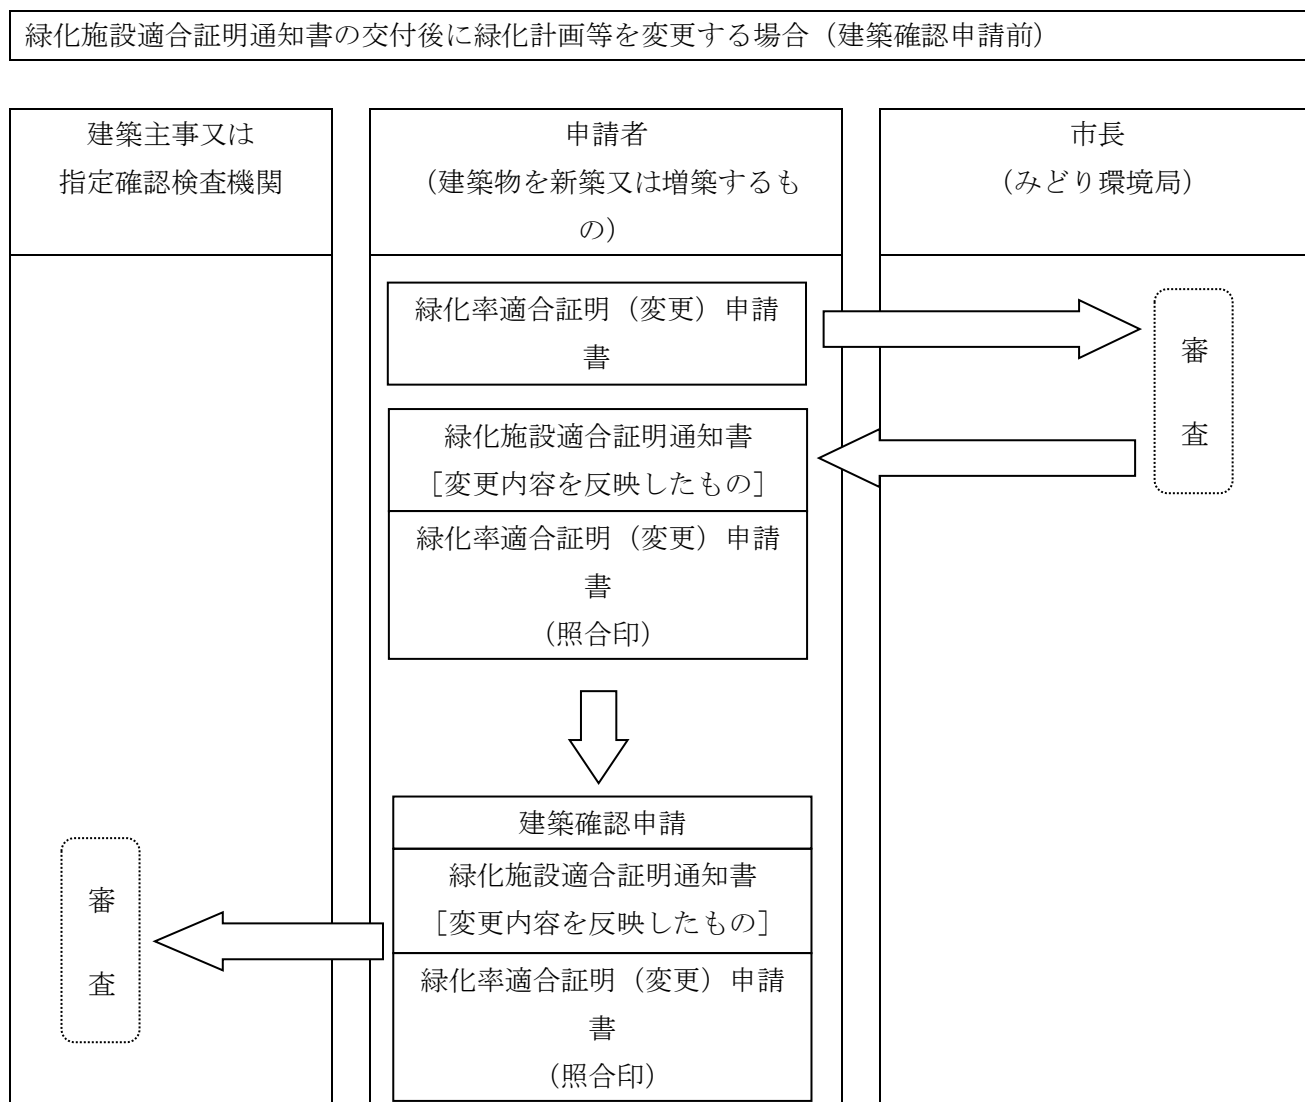 緑化施設適合証明通知書の交付後に緑化計画等を変更する場合（建築確認申請前）
建築主事又は
指定確認検査機関
申請者
（建築物を新築又は増築するも
の）
市長
（みどり環境局）
緑化率適合証明（変更）申請
書
審
査
緑化施設適合証明通知書
［変更内容を反映したもの］
緑化率適合証明（変更）申請
書
（照合印）
建築確認申請
緑化施設適合証明通知書
［変更内容を反映したもの］
緑化率適合証明（変更）申請
書
（照合印）
審
査